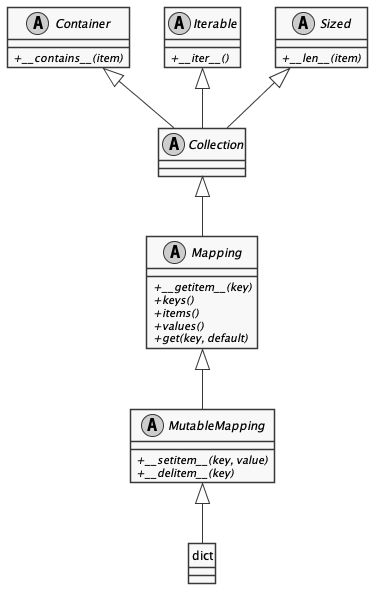 A Container
+__contains__(item)
A Iterable
+__iter__()
A Sized
+__len__(item)
A Collection
A Mapping
+__getitem__(key)
+keys()
+items()
+values()
+get(key, default)
A MutableMapping
+__setitem__(key, value)
+__delitem__(key)
dict